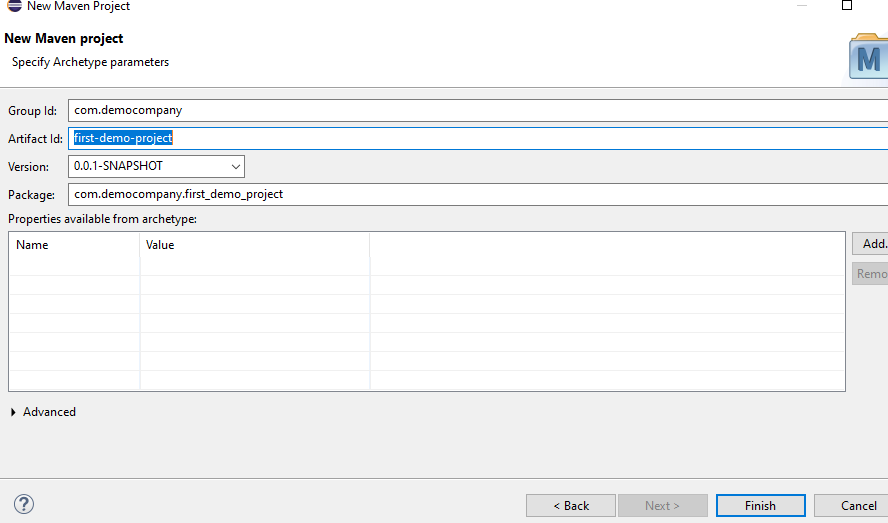 New Maven Project
New Maven project
Specify Archetype parameters
M
Group Id: com.democompany
Artifact Id: first-demo-project
Version: 0.0.1-SNAPSHOT
Package: com.democompany.first_demo_project
Properties available from archetype:
Name Value
Add.
Remo
Advanced
? < Back Next > Finish Cancel